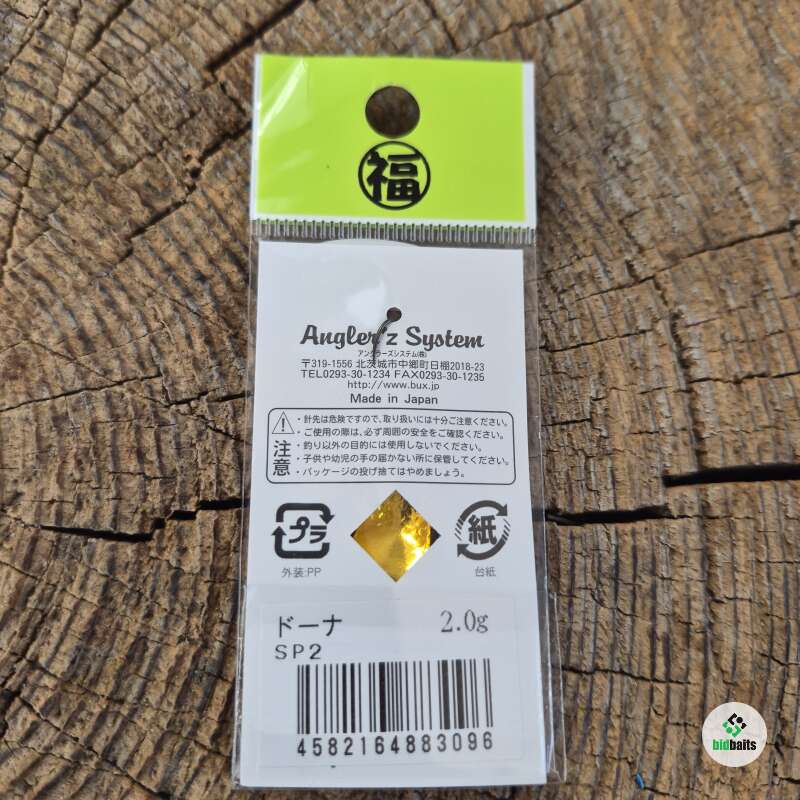 福
Angler'z System
アングラーズシステム(株)
〒319-1556 北茨城市中郷町日棚2018-23
TEL0293-30-1234 FAX0293-30-1235
http://www.bux.jp
Made in Japan
注意
・針先は危険ですので、取り扱いには十分ご注意ください。
・ご使用の際は、必ず周囲の安全をご確認ください。
・釣り以外の目的には使用しないでください。
・子供や幼児の手の届かない所に保管してください。
・パッケージの投げ捨てはやめましょう。
プラ
紙
外装:PP
台紙
ドーナ 2.0g
SP2
4582164883096
bidbaits